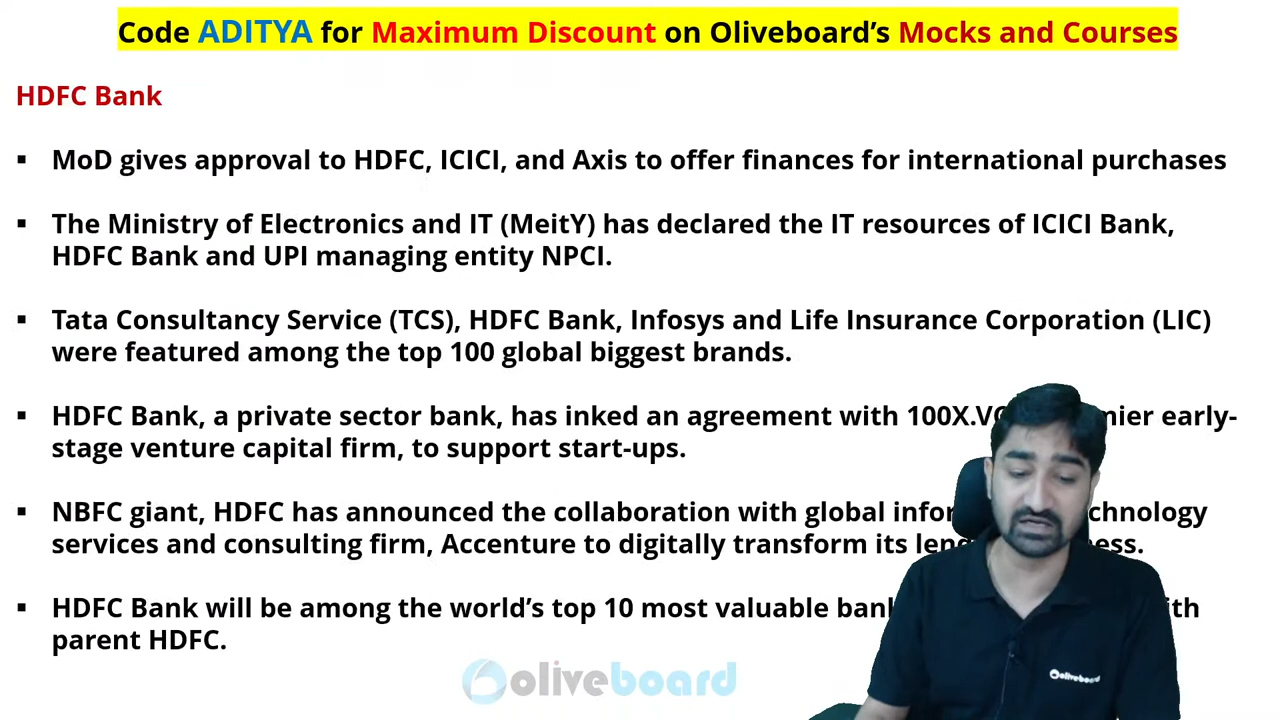 Code ADITYA for Maximum Discount on Oliveboard’s Mocks and Courses
HDFC Bank
▪ MoD gives approval to HDFC, ICICI, and Axis to offer finances for international purchases
▪ The Ministry of Electronics and IT (MeitY) has declared the IT resources of ICICI Bank,
HDFC Bank and UPI managing entity NPCI.
▪ Tata Consultancy Service (TCS), HDFC Bank, Infosys and Life Insurance Corporation (LIC)
were featured among the top 100 global biggest brands.
▪ HDFC Bank, a private sector bank, has inked an agreement with early-
stage venture capital firm, to support start-ups.
▪ NBFC giant, HDFC has announced the collaboration with global
services and consulting firm, Accenture to digitally transform its
▪ HDFC Bank will be among the world’s top 10 most valuable
parent HDFC.
oliveboard
oliveboard